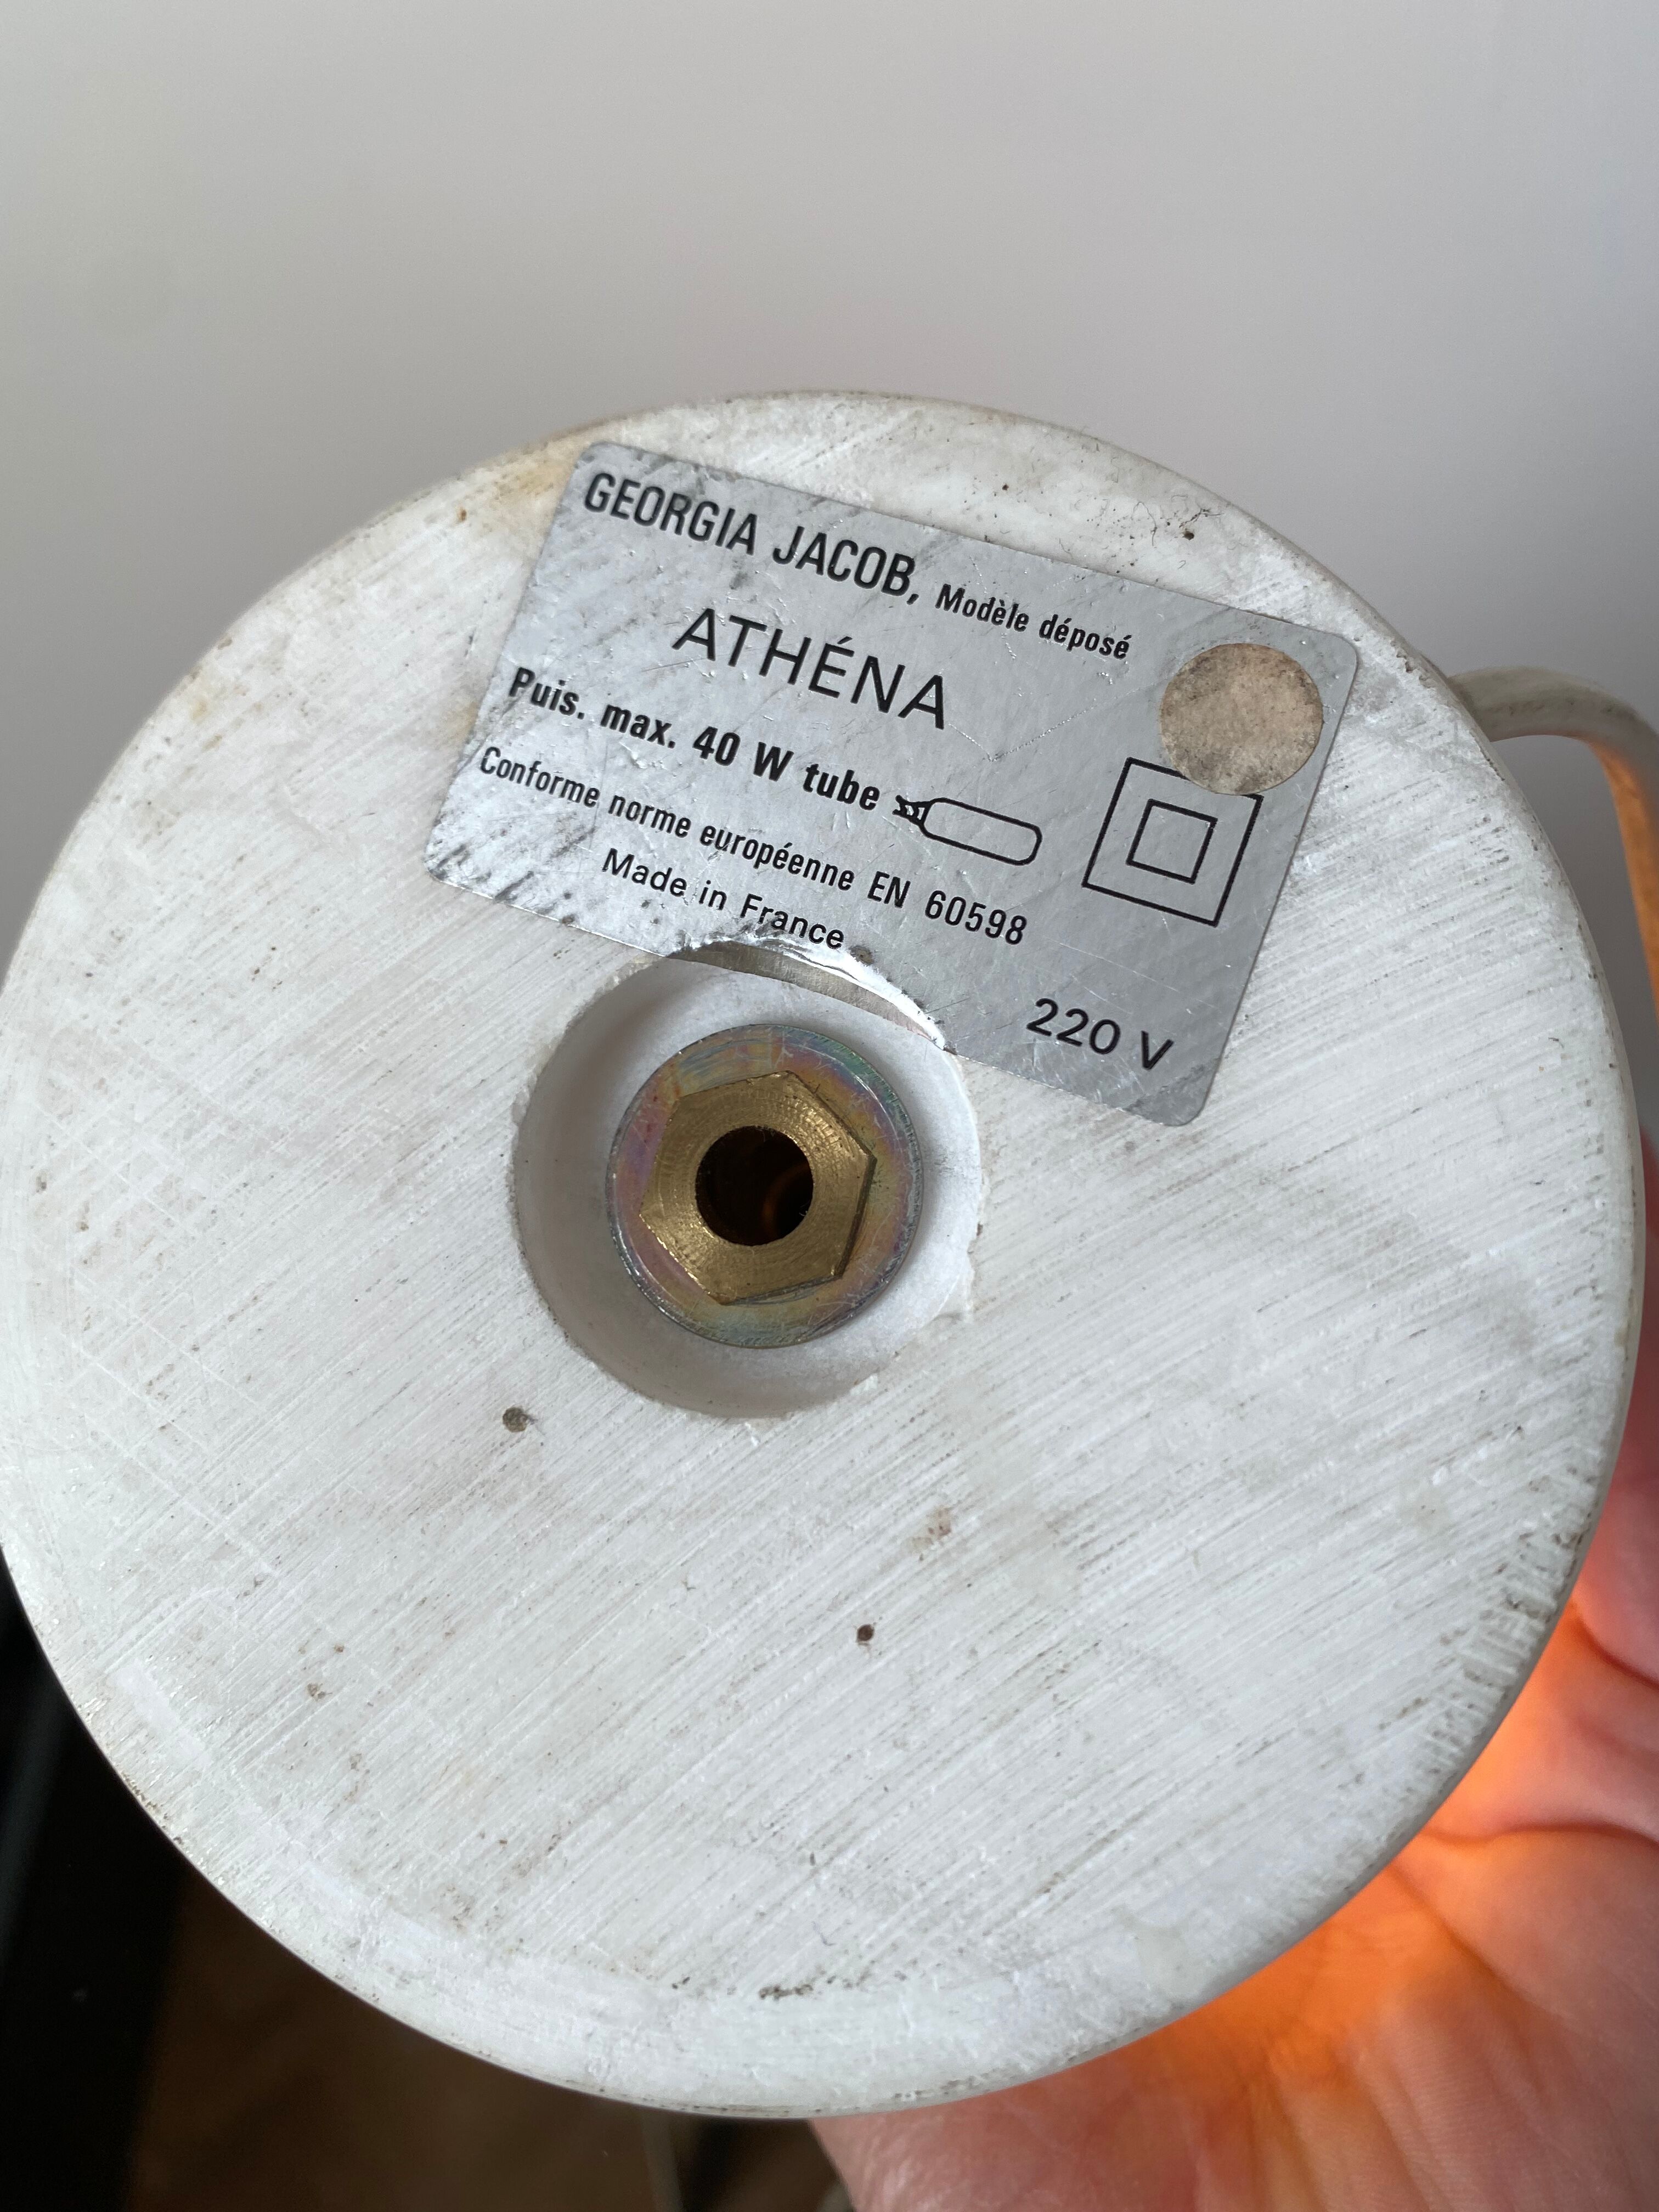 GEORGIA JACOB, Modèle déposé
ATHÉNA
Puis. max. 40 W tube
Conforme norme européenne EN 60598
Made in France
220 V